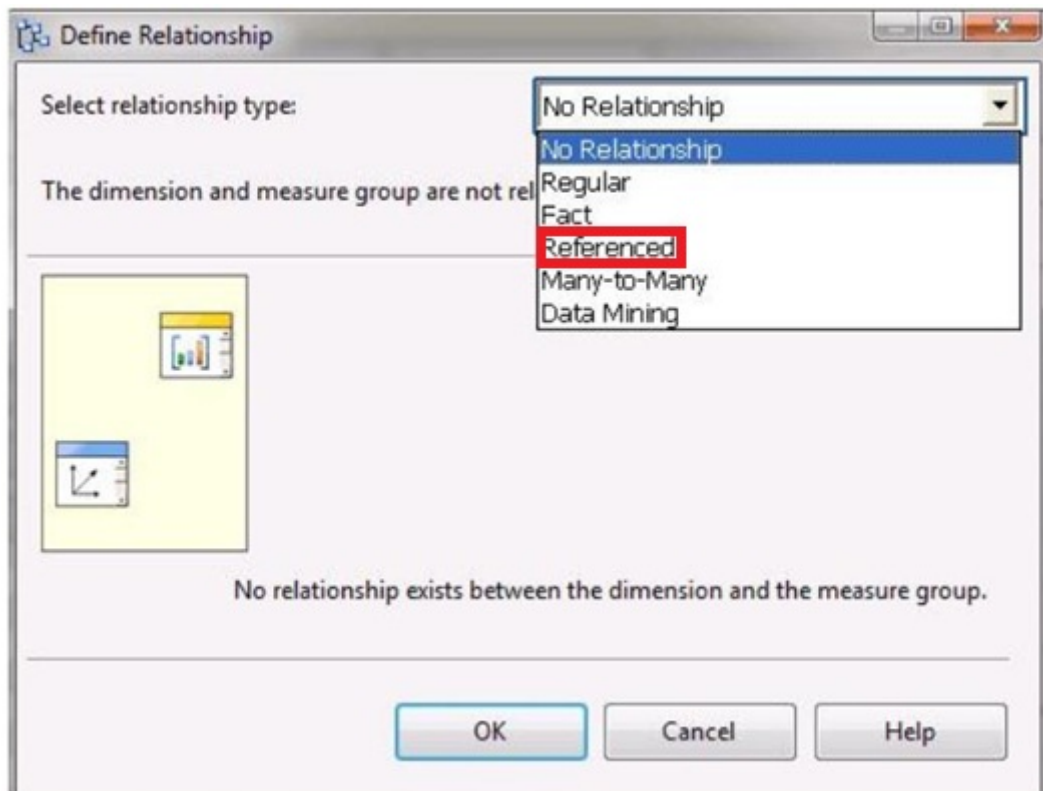 Define Relationship
Select relationship type:
No Relationship
No Relationship
Regular
The dimension and measure group are not rel
Fact
Referenced
Many-to-Many
Data Mining
No relationship exists between the dimension and the measure group.
OK
Cancel
Help